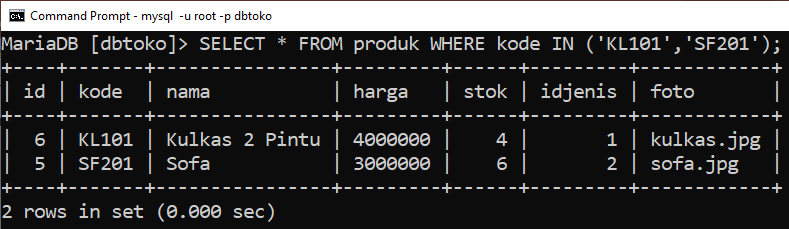 Command Prompt - mysql  -u root -p dbtoko
MariaDB [dbtoko]> SELECT * FROM produk WHERE kode IN ('KL101','SF201');
+----+-------+---------------+---------+------+---------+------------+
| id | kode  | nama          | harga   | stok | idjenis | foto       |
+----+-------+---------------+---------+------+---------+------------+
|  6 | KL101 | Kulkas 2 Pintu | 4000000 |    4 |       1 | kulkas.jpg |
|  5 | SF201 | Sofa          | 3000000 |    6 |       2 | sofa.jpg   |
+----+-------+---------------+---------+------+---------+------------+
2 rows in set (0.000 sec)